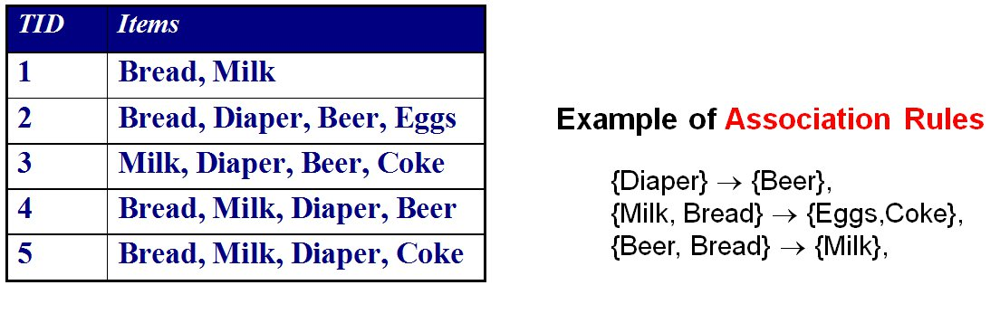 TID Items
1 Bread, Milk
2 Bread, Diaper, Beer, Eggs
3 Milk, Diaper, Beer, Coke
4 Bread, Milk, Diaper, Beer
5 Bread, Milk, Diaper, Coke
Example of Association Rules
{Diaper} → {Beer},
{Milk, Bread} → {Eggs,Coke},
{Beer, Bread} → {Milk},